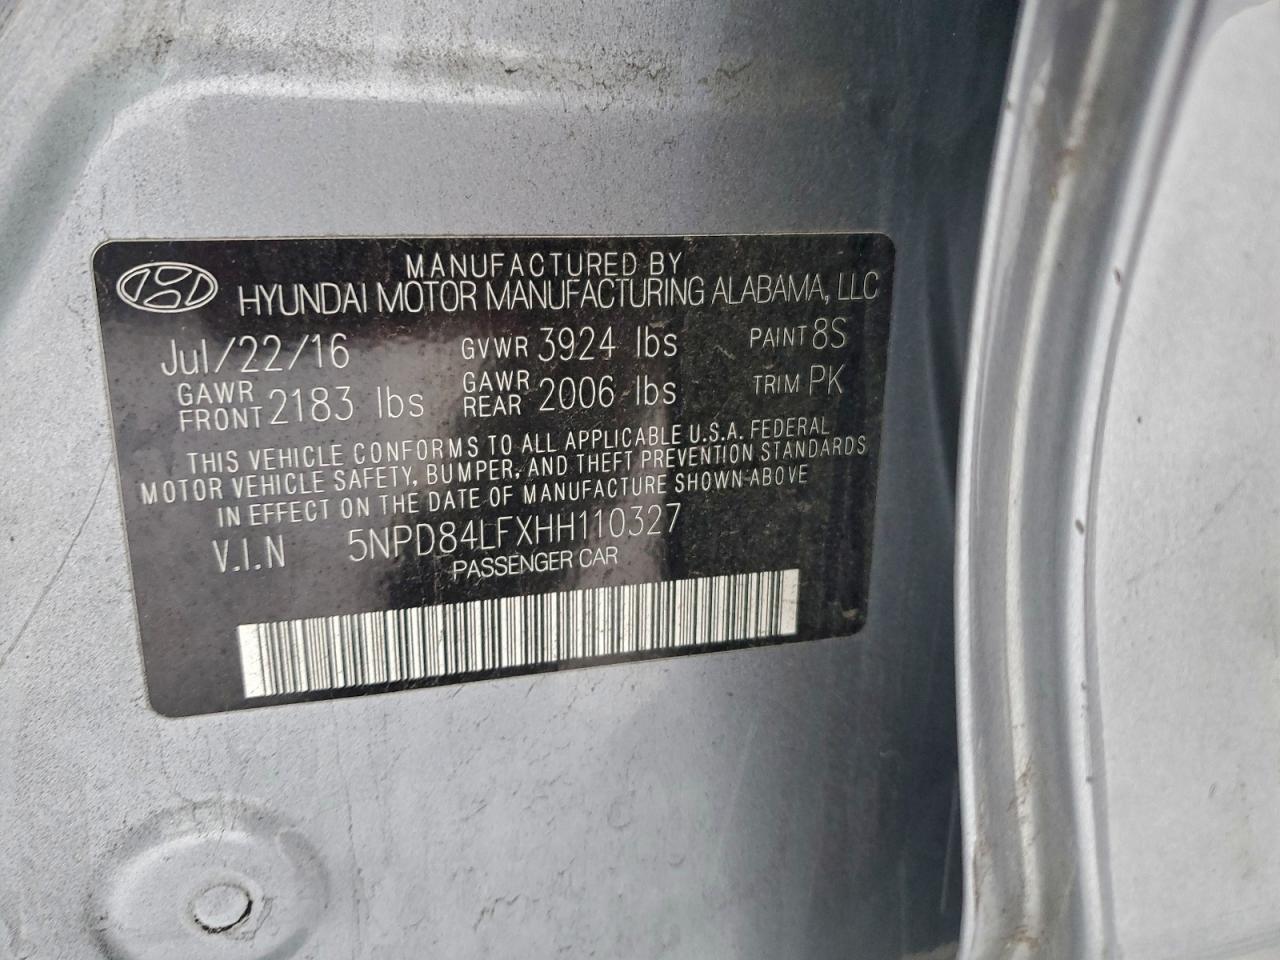 MANUFACTURED BY
HYUNDAI MOTOR MANUFACTURING ALABAMA, LLC
Jul/22/16 GVWR 3924 lbs PAINT 8S
GAWR FRONT 2183 lbs GAWR REAR 2006 lbs TRIM PK
THIS VEHICLE CONFORMS TO ALL APPLICABLE U.S.A. FEDERAL
MOTOR VEHICLE SAFETY, BUMPER, AND THEFT PREVENTION STANDARDS
IN EFFECT ON THE DATE OF MANUFACTURE SHOWN ABOVE
V.I.N 5NPD84LFXHH110327
PASSENGER CAR